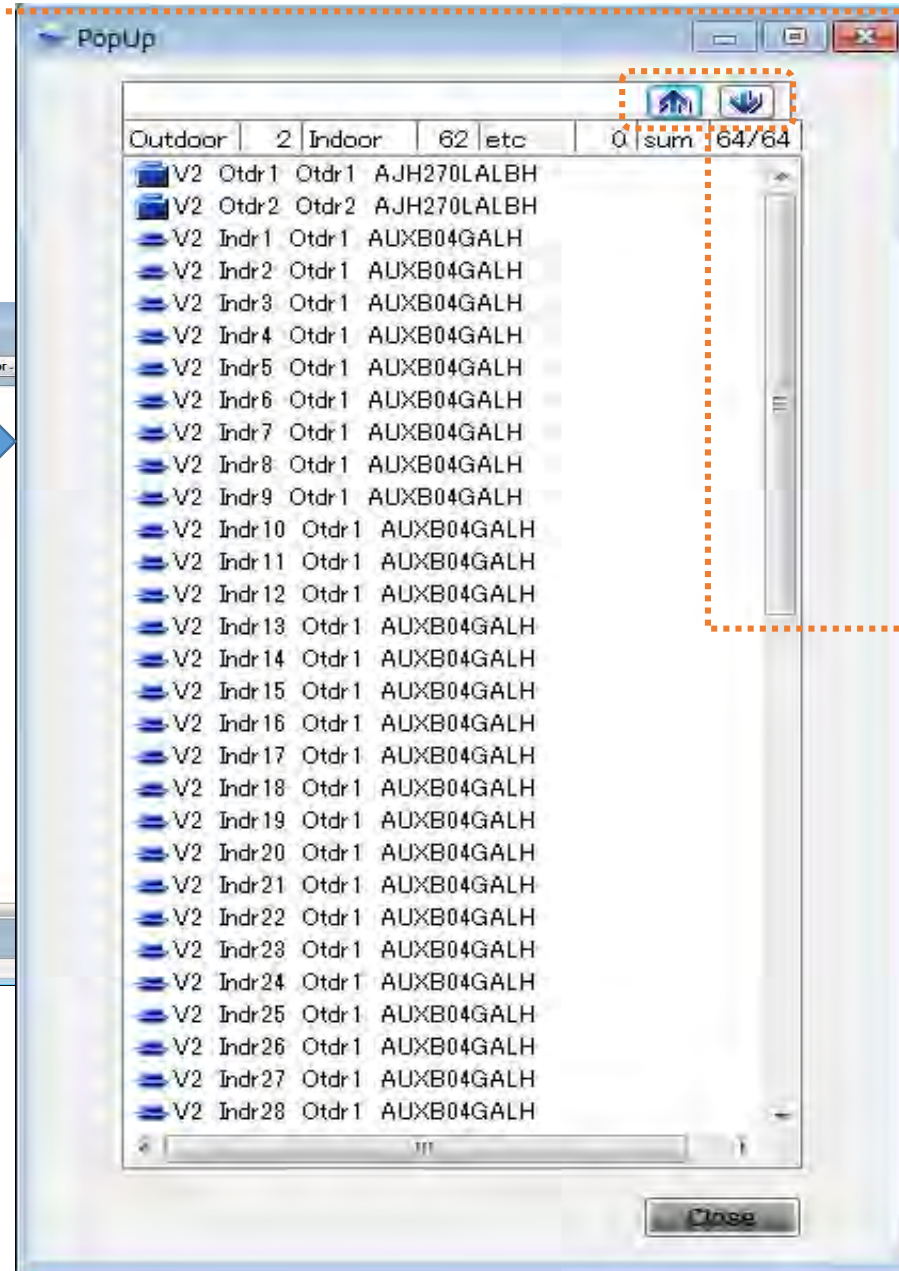 PopUp
Outdoor 2 Indoor 62 etc 0 sum 64/64
V2 Otdr1 Otdr1 AJH270LALBH
V2 Otdr2 Otdr2 AJH270LALBH
V2 Indr1 Otdr1 AUXB04GALH
V2 Indr2 Otdr1 AUXB04GALH
V2 Indr3 Otdr1 AUXB04GALH
V2 Indr4 Otdr1 AUXB04GALH
V2 Indr5 Otdr1 AUXB04GALH
V2 Indr6 Otdr1 AUXB04GALH
V2 Indr7 Otdr1 AUXB04GALH
V2 Indr8 Otdr1 AUXB04GALH
V2 Indr9 Otdr1 AUXB04GALH
V2 Indr10 Otdr1 AUXB04GALH
V2 Indr11 Otdr1 AUXB04GALH
V2 Indr12 Otdr1 AUXB04GALH
V2 Indr13 Otdr1 AUXB04GALH
V2 Indr14 Otdr1 AUXB04GALH
V2 Indr15 Otdr1 AUXB04GALH
V2 Indr16 Otdr1 AUXB04GALH
V2 Indr17 Otdr1 AUXB04GALH
V2 Indr18 Otdr1 AUXB04GALH
V2 Indr19 Otdr1 AUXB04GALH
V2 Indr20 Otdr1 AUXB04GALH
V2 Indr21 Otdr1 AUXB04GALH
V2 Indr22 Otdr1 AUXB04GALH
V2 Indr23 Otdr1 AUXB04GALH
V2 Indr24 Otdr1 AUXB04GALH
V2 Indr25 Otdr1 AUXB04GALH
V2 Indr26 Otdr1 AUXB04GALH
V2 Indr27 Otdr1 AUXB04GALH
V2 Indr28 Otdr1 AUXB04GALH
Close